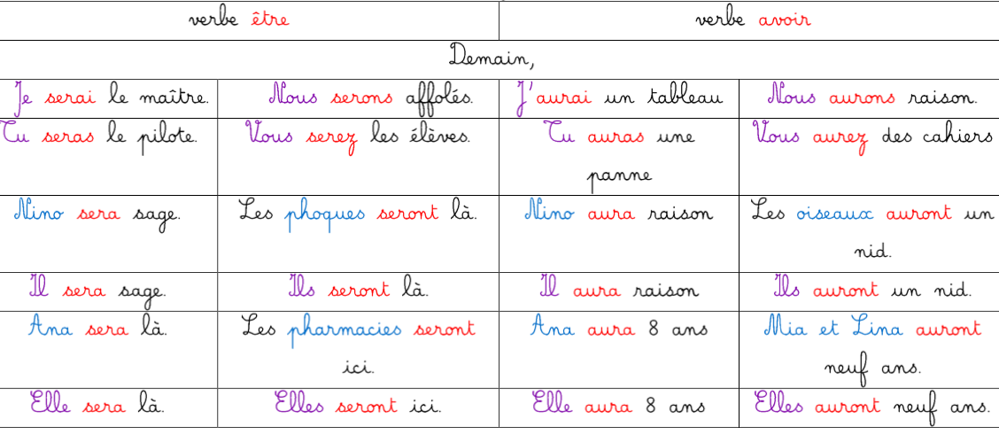 verbe être verbe avoir
Demain,
Je serai le maître. Nous serons affolés. J'aurai un tableau Nous aurons raison.
Tu seras le pilote. Vous serez les élèves. Tu auras une Vous aurez des cahiers
panne
Nino sera sage. Les phoques seront là. Nino aura raison Les oiseaux auront un
nid.
Il sera sage. Ils seront là. Il aura raison Ils auront un nid.
Ana sera là. Les pharmacies seront Ana aura 8 ans Mia et Lina auront
ici. neuf ans.
Elle sera là. Elles seront ici. Elle aura 8 ans Elles auront neuf ans.